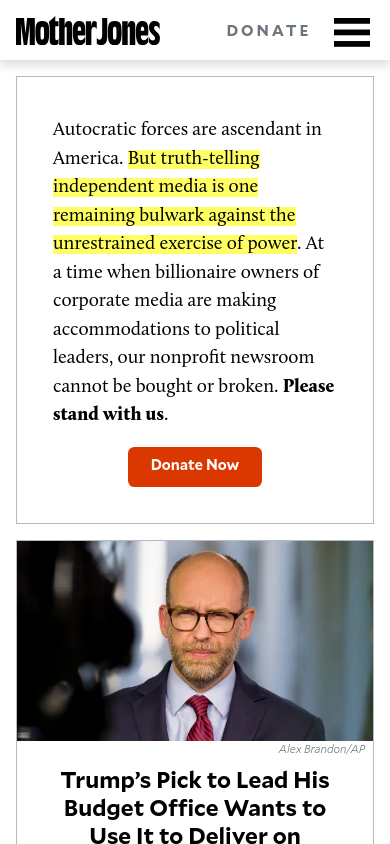 Mother Jones
DONATE
Autocratic forces are ascendant in
America. But truth-telling
independent media is one
remaining bulwark against the
unrestrained exercise of power. At
a time when billionaire owners of
corporate media are making
accommodations to political
leaders, our nonprofit newsroom
cannot be bought or broken. Please
stand with us.
Donate Now
Alex Brandon/AP
Trump’s Pick to Lead His
Budget Office Wants to
Use It to Deliver on